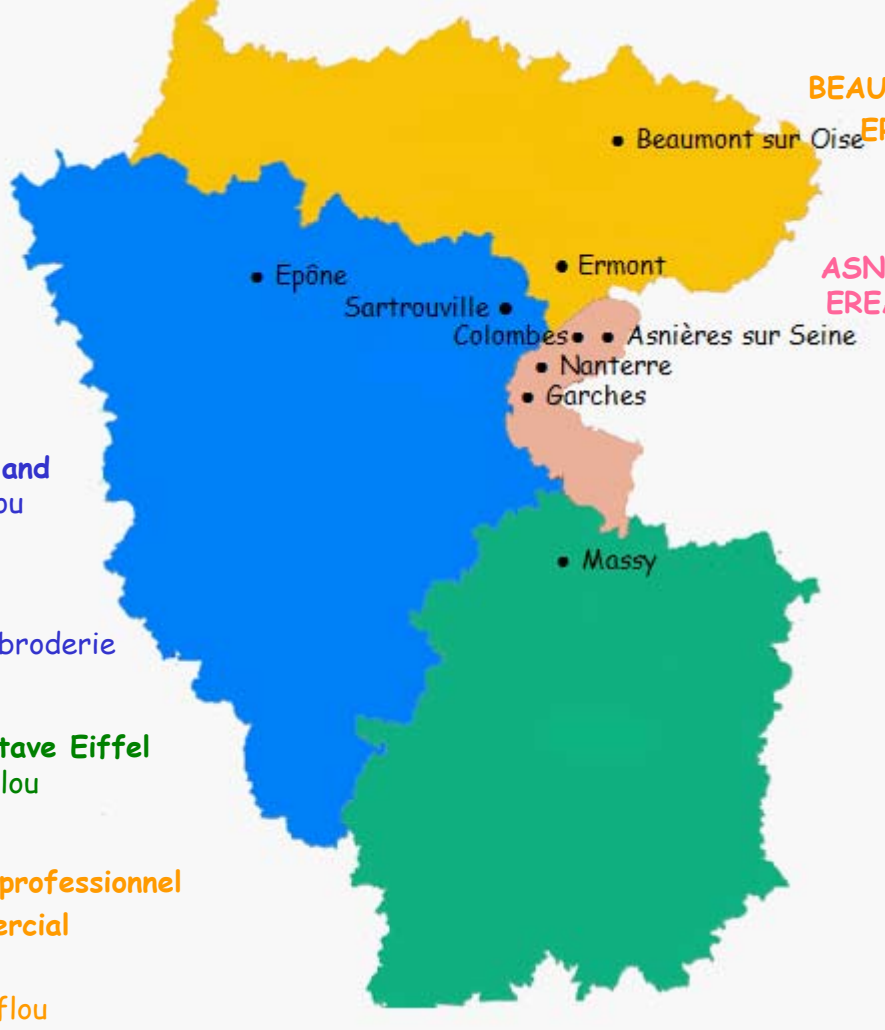 BEAU
Beaumont sur Oise
ER
Epône
Ermont
ASN
Sartrouville
EREA
Colombes
Asnières sur Seine
Nanterre
Garches
and
ou
Massy
broderie
tave Eiffel
lou
professionnel
ercial
flou